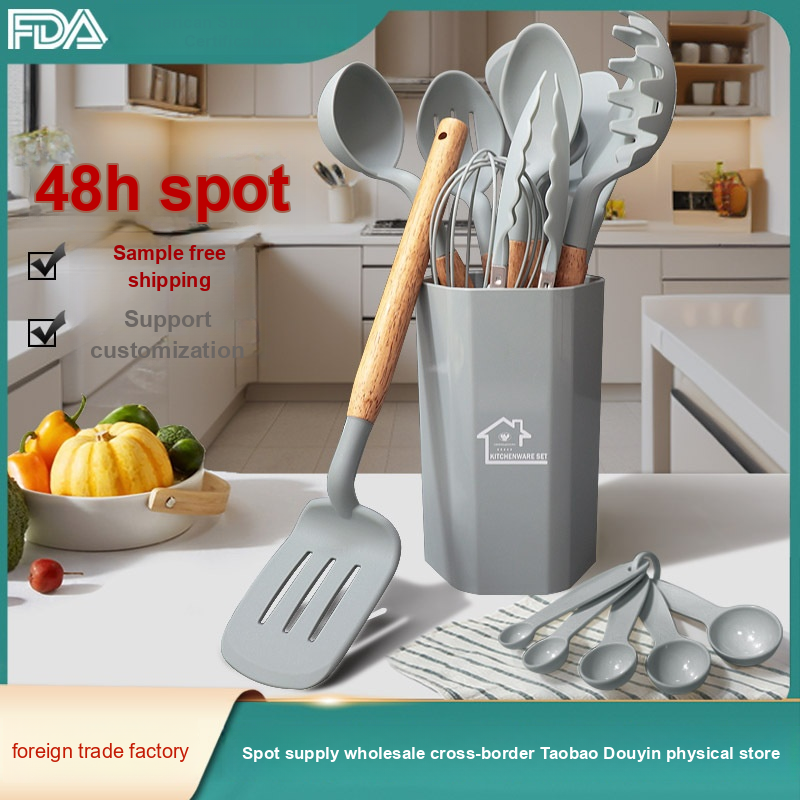 FDA
48h spot
Sample free
shipping
Support
customization
KITCHENWARE SET
foreign trade factory
Spot supply wholesale cross-border Taobao Douyin physical store